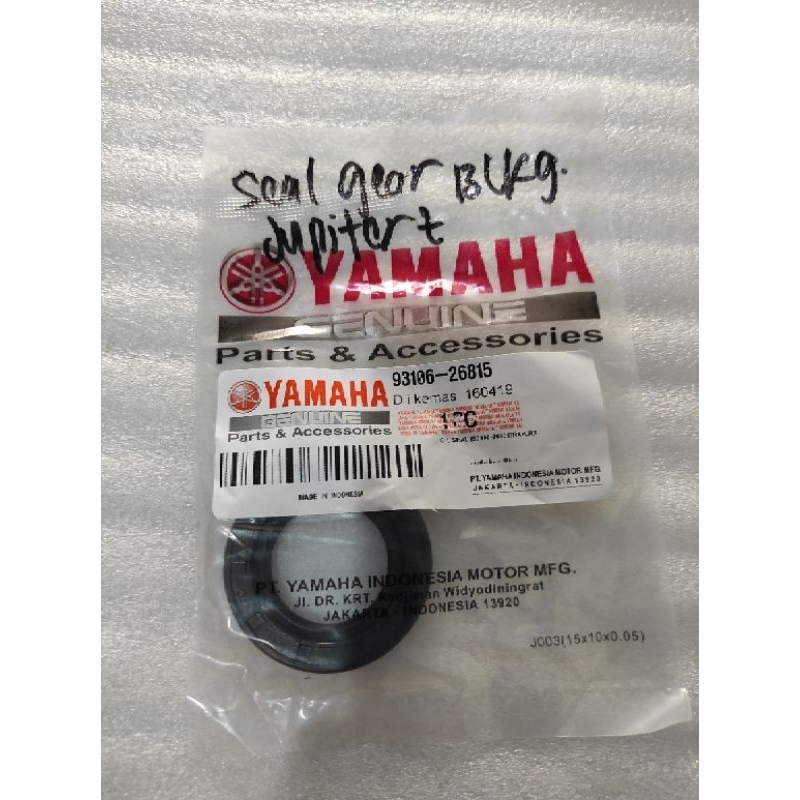 seal gear BLKg.
Jupiter z
YAMAHA
GENUINE
Parts & Accessories
YAMAHA
GENUINE
Parts & Accessories
93106-26815
Dikemas 160419
1PC
MADE IN INDONESIA
PT.YAMAHA INDONESIA MOTOR MFG.
JAKARTA - INDONESIA 13920
PT. YAMAHA INDONESIA MOTOR MFG.
Jl. DR. KRT. Radjiman Widyodiningrat
JAKARTA - INDONESIA 13920
J003(15x10x0.05)